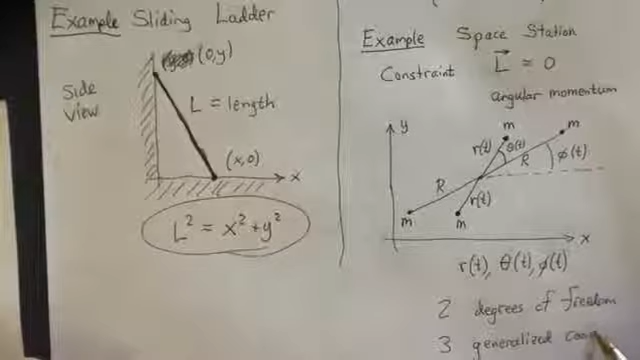 Example Sliding Ladder
(0,y)
Side
View
L = length
(x,0)
x
L² = x² + y²
Example Space Station
Constraint L⃗ = 0
angular momentum
y
m
m
r(t)
θ(t)
R
φ(t)
R
r(t)
m
m
x
r(t), θ(t), φ(t)
2 degrees of freedom
3 generalized